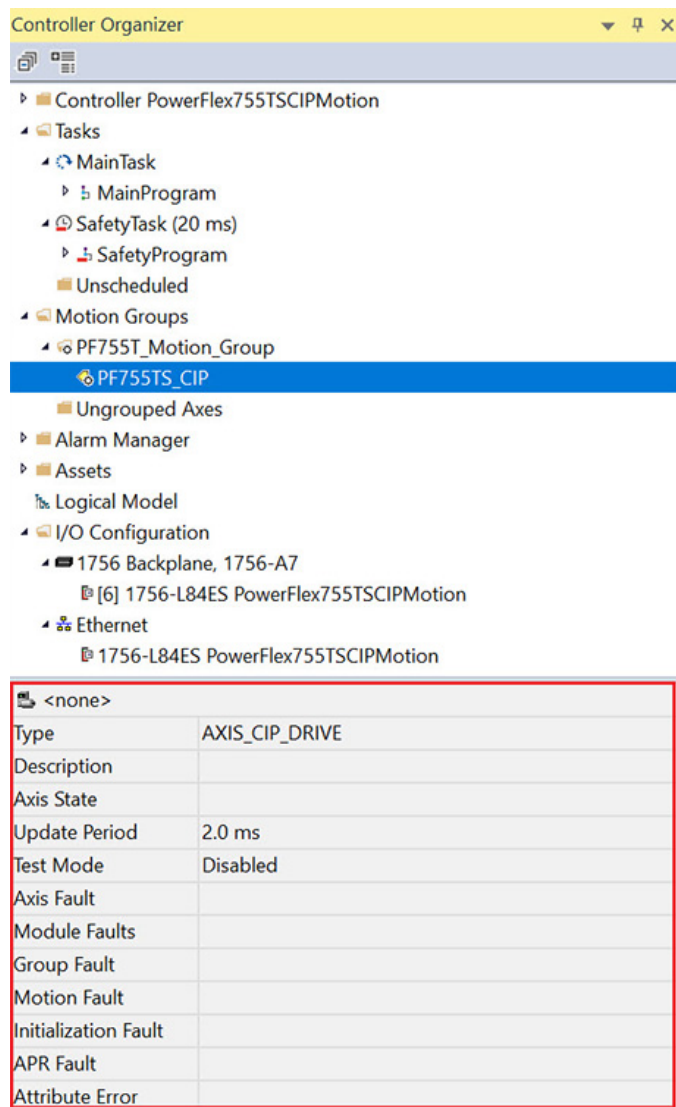 Controller Organizer
Controller PowerFlex755TSCIPMotion
Tasks
MainTask
MainProgram
SafetyTask (20 ms)
SafetyProgram
Unscheduled
Motion Groups
PF755T_Motion_Group
PF755TS_CIP
Ungrouped Axes
Alarm Manager
Assets
Logical Model
I/O Configuration
1756 Backplane, 1756-A7
[6] 1756-L84ES PowerFlex755TSCIPMotion
Ethernet
1756-L84ES PowerFlex755TSCIPMotion
<none>
Type AXIS_CIP_DRIVE
Description
Axis State
Update Period 2.0 ms
Test Mode Disabled
Axis Fault
Module Faults
Group Fault
Motion Fault
Initialization Fault
APR Fault
Attribute Error